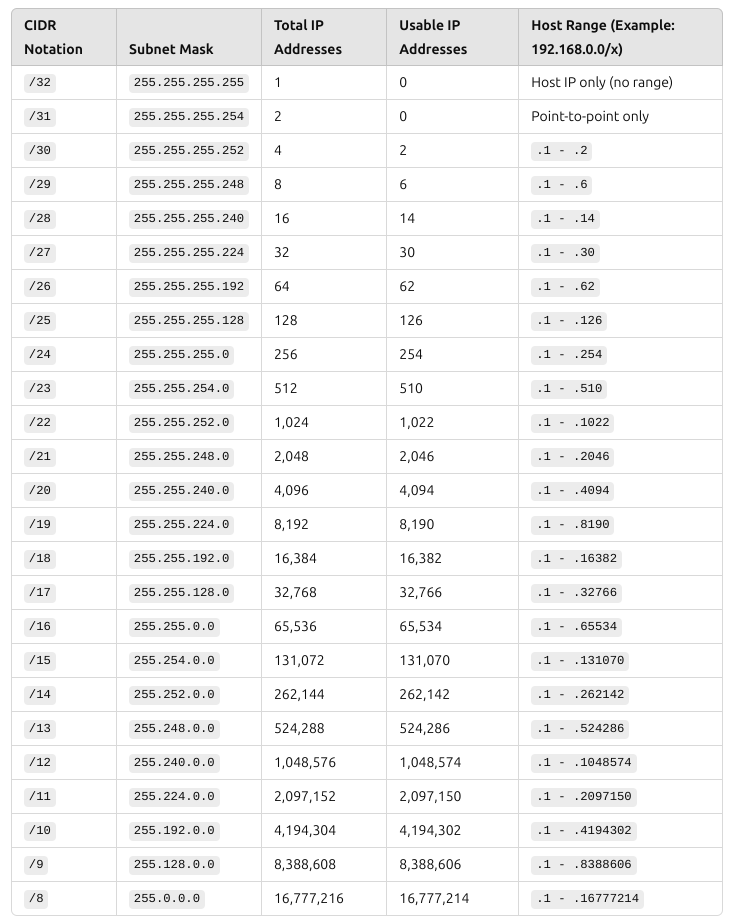 CIDR Notation Subnet Mask Total IP Addresses Usable IP Addresses Host Range (Example: 192.168.0.0/x)
/32 255.255.255.255 1 0 Host IP only (no range)
/31 255.255.255.254 2 0 Point-to-point only
/30 255.255.255.252 4 2 .1 - .2
/29 255.255.255.248 8 6 .1 - .6
/28 255.255.255.240 16 14 .1 - .14
/27 255.255.255.224 32 30 .1 - .30
/26 255.255.255.192 64 62 .1 - .62
/25 255.255.255.128 128 126 .1 - .126
/24 255.255.255.0 256 254 .1 - .254
/23 255.255.254.0 512 510 .1 - .510
/22 255.255.252.0 1,024 1,022 .1 - .1022
/21 255.255.248.0 2,048 2,046 .1 - .2046
/20 255.255.240.0 4,096 4,094 .1 - .4094
/19 255.255.224.0 8,192 8,190 .1 - .8190
/18 255.255.192.0 16,384 16,382 .1 - .16382
/17 255.255.128.0 32,768 32,766 .1 - .32766
/16 255.255.0.0 65,536 65,534 .1 - .65534
/15 255.254.0.0 131,072 131,070 .1 - .131070
/14 255.252.0.0 262,144 262,142 .1 - .262142
/13 255.248.0.0 524,288 524,286 .1 - .524286
/12 255.240.0.0 1,048,576 1,048,574 .1 - .1048574
/11 255.224.0.0 2,097,152 2,097,150 .1 - .2097150
/10 255.192.0.0 4,194,304 4,194,302 .1 - .4194302
/9 255.128.0.0 8,388,608 8,388,606 .1 - .8388606
/8 255.0.0.0 16,777,216 16,777,214 .1 - .16777214